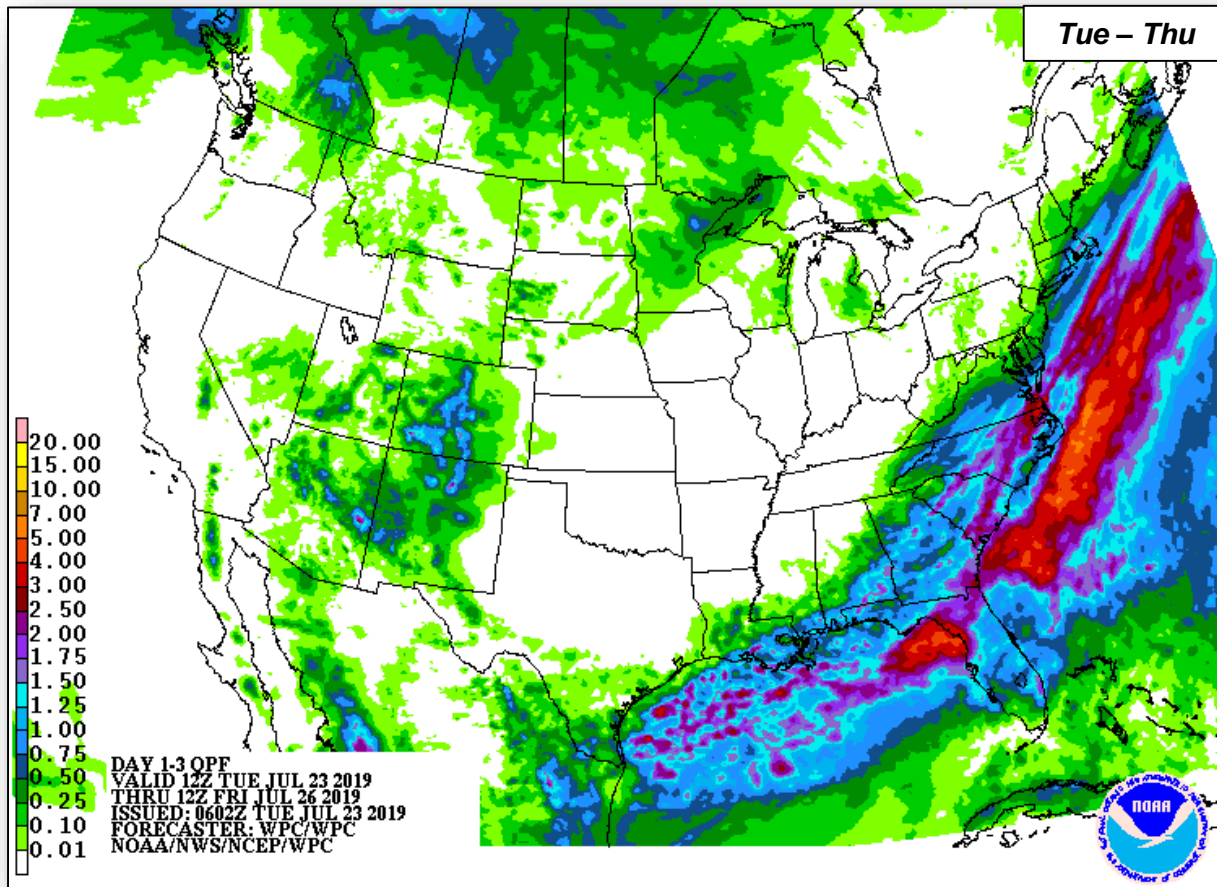 Tue – Thu
20.00
15.00
10.00
7.00
5.00
4.00
3.00
2.50
2.00
1.75
1.50
1.25
1.00
0.75
0.50
0.25
0.10
0.01
DAY 1-3 QPF
VALID 12Z TUE JUL 23 2019
THRU 12Z FRI JUL 26 2019
ISSUED: 0602Z TUE JUL 23 2019
FORECASTER: WPC/WPC
NOAA/NWS/NCEP/WPC
NOAA